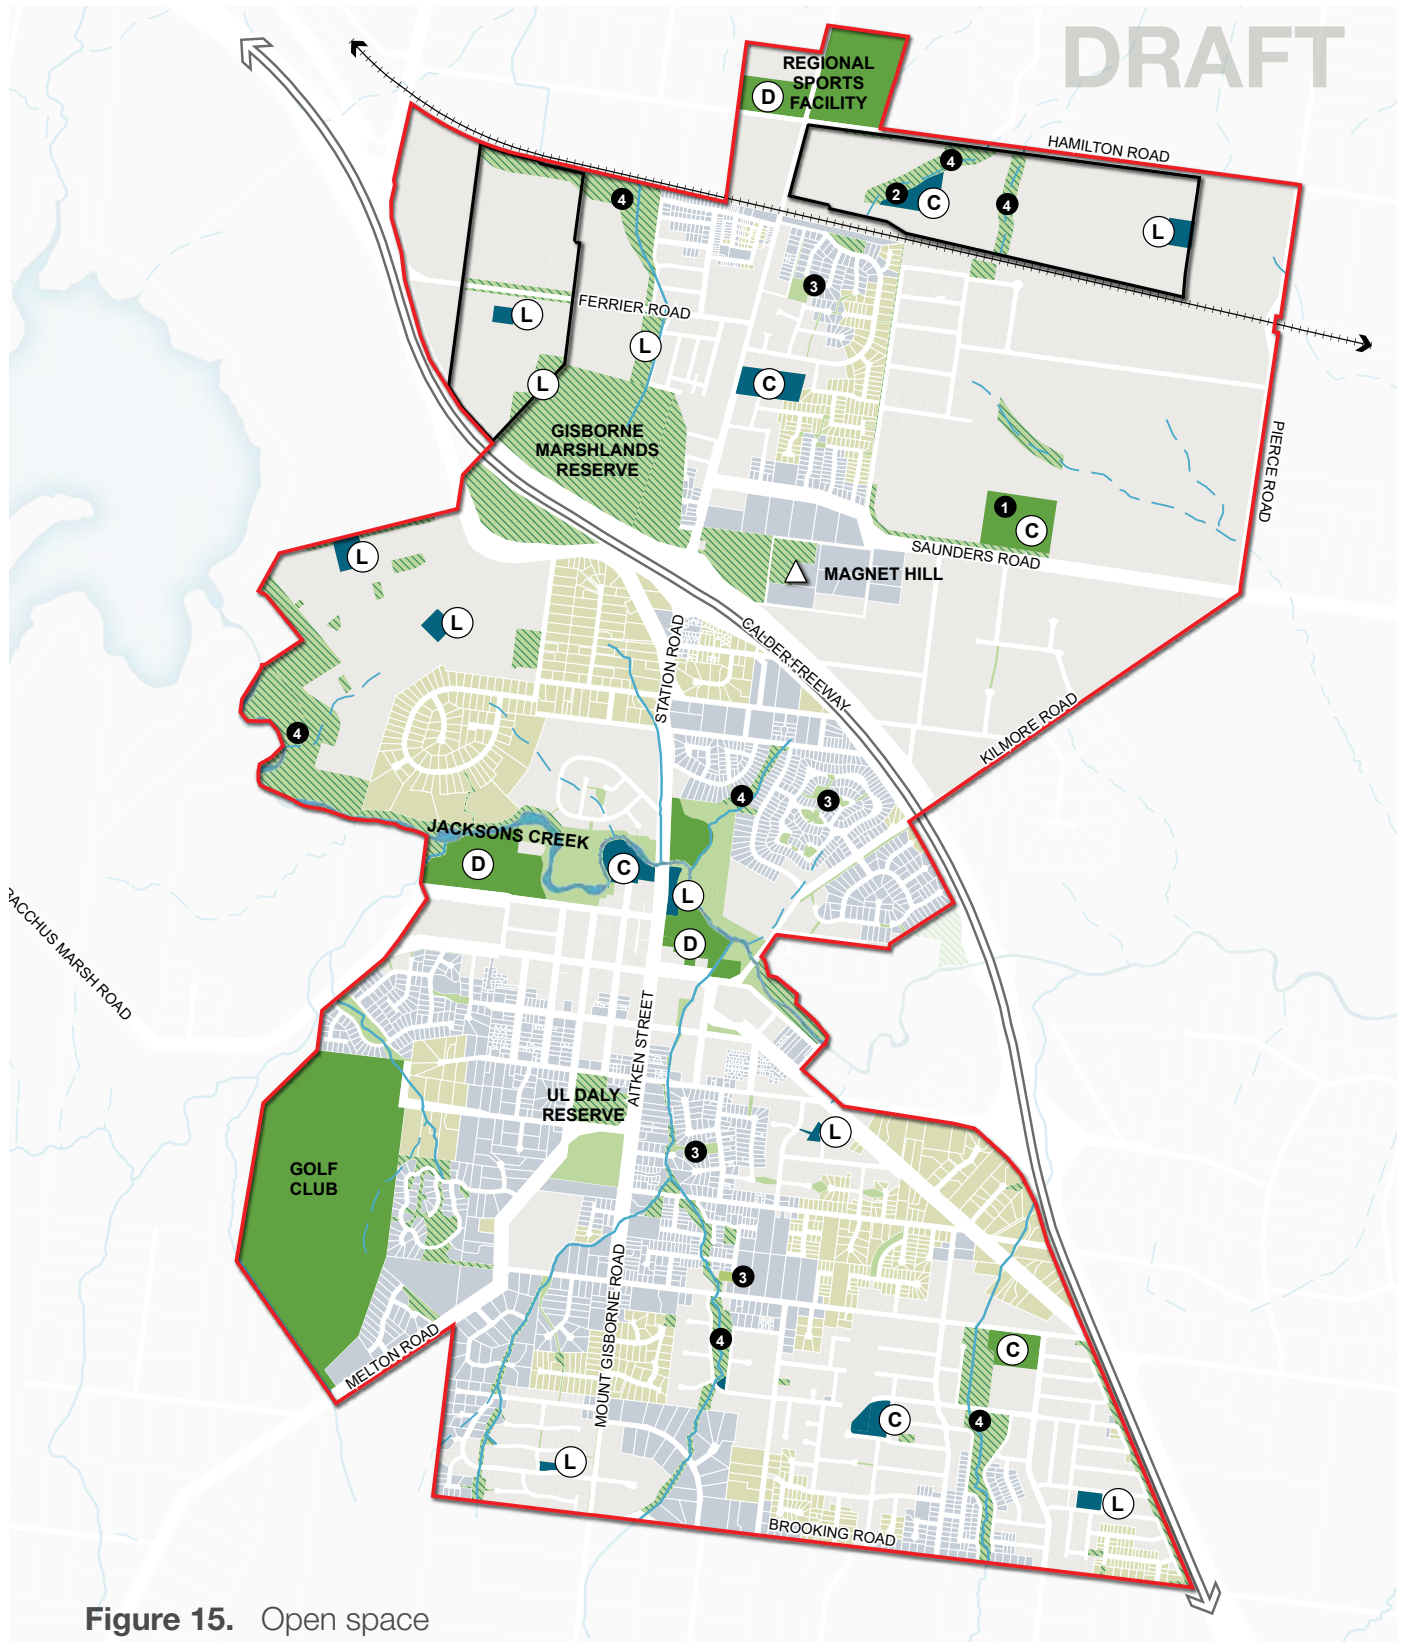 DRAFT
REGIONAL
SPORTS
FACILITY
D
HAMILTON ROAD
4
2
C
4
4
L
3
FERRIER ROAD
L
L
L
C
GISBORNE
MARSHLANDS
RESERVE
PIERCE ROAD
1
C
SAUNDERS ROAD
MAGNET HILL
L
L
STATION ROAD
CALDER FREEWAY
KILMORE ROAD
4
4
3
JACKSONS CREEK
D
C
L
D
BACCHUS MARSH ROAD
AITKEN STREET
UL DALY
RESERVE
L
3
GOLF
CLUB
MOUNT GISBORNE ROAD
3
4
C
MELTON ROAD
C
4
L
L
BROOKING ROAD
Figure 15. Open space